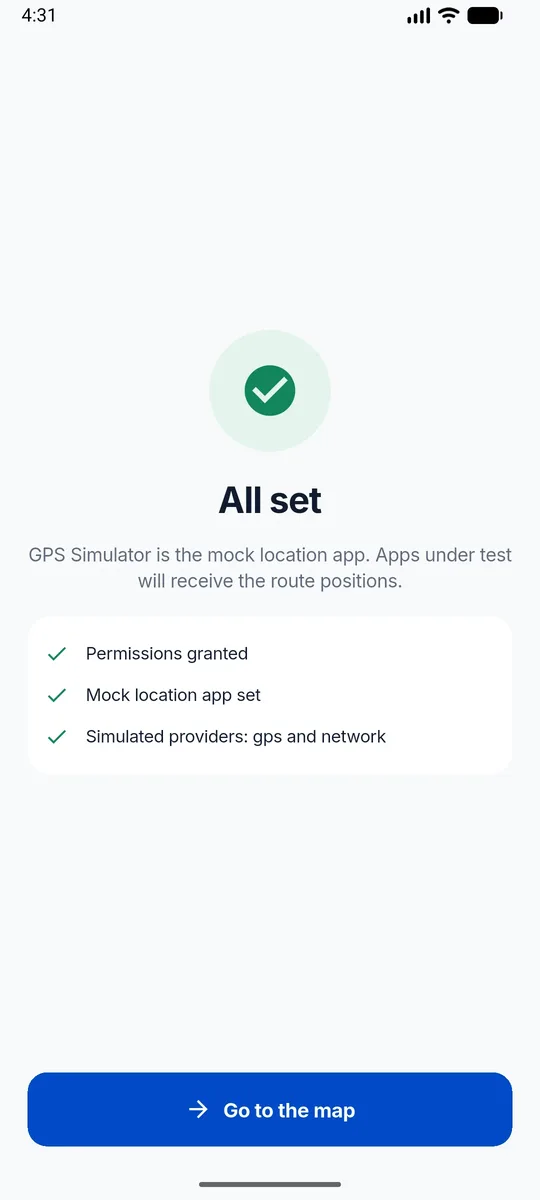 4:31
All set
GPS Simulator is the mock location app. Apps under test
will receive the route positions.
Permissions granted
Mock location app set
Simulated providers: gps and network
Go to the map